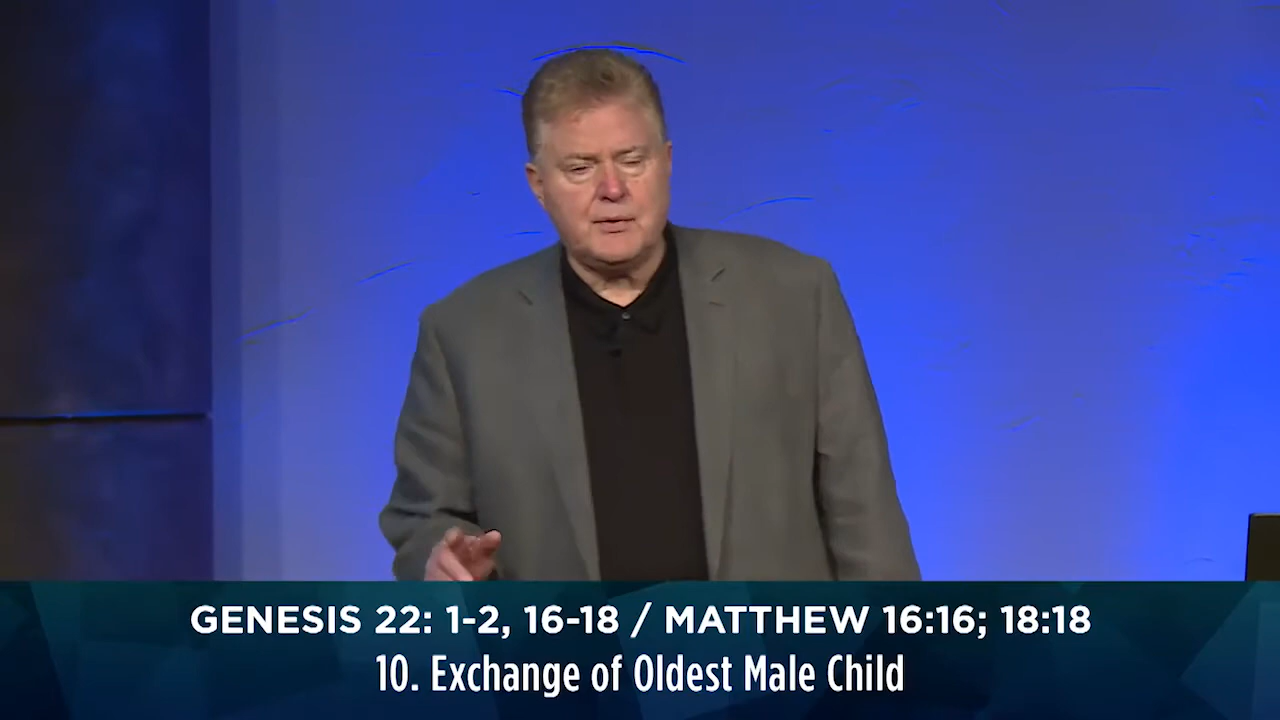 GENESIS 22: 1-2, 16-18 / MATTHEW 16:16; 18:18
10. Exchange of Oldest Male Child